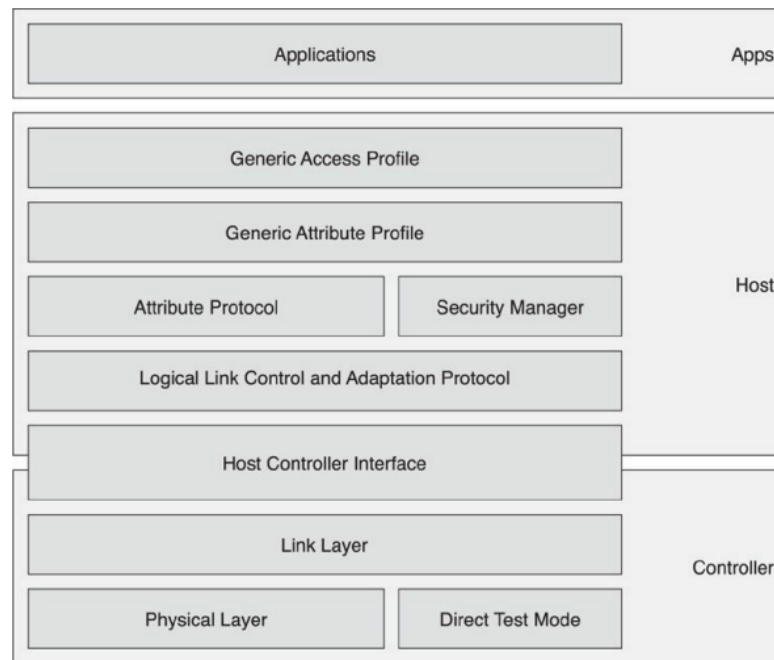 Applications
Apps
Generic Access Profile
Generic Attribute Profile
Host
Attribute Protocol
Security Manager
Logical Link Control and Adaptation Protocol
Host Controller Interface
Link Layer
Controller
Physical Layer
Direct Test Mode